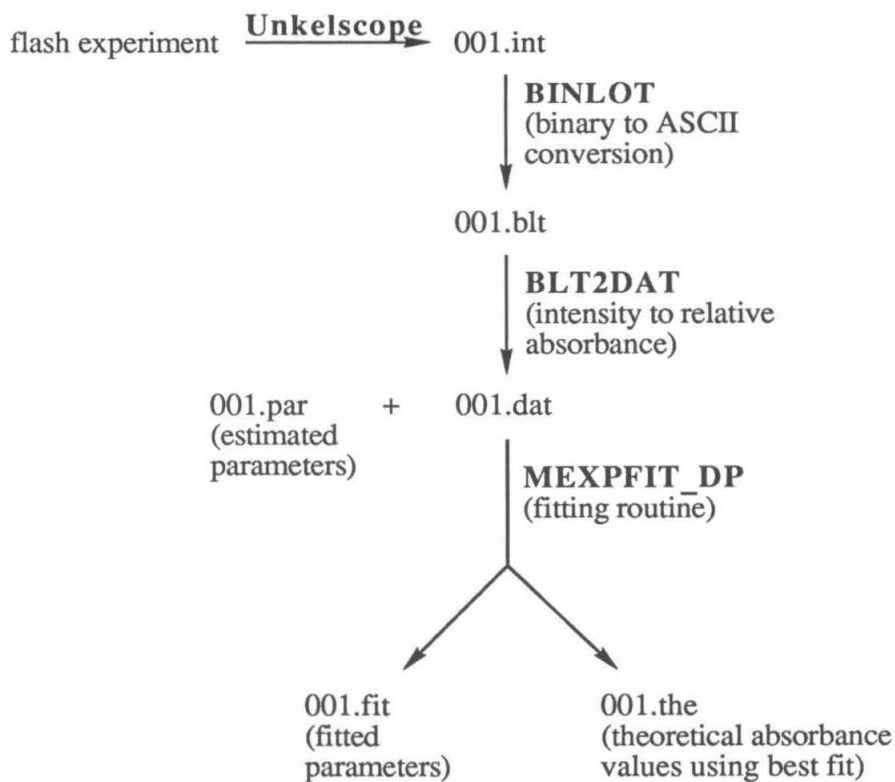 flash experiment Unkelscope 001.int
BINLOT
(binary to ASCII
conversion)
001.blt
BLT2DAT
(intensity to relative
absorbance)
001.par + 001.dat
(estimated
parameters)
MEXPFIT_DP
(fitting routine)
001.fit
(fitted
parameters)
001.the
(theoretical absorbance
values using best fit)